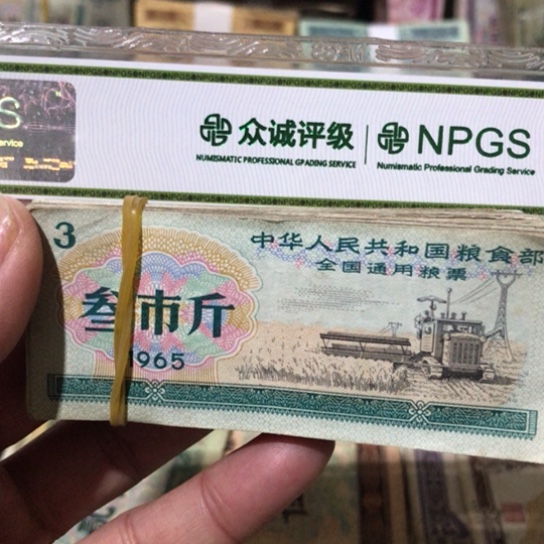 S
ervice
众诚评级 NPGS
NUMISMATIC PROFESSIONAL GRADING SERVICE Numismatic Professional Grading Service
3
中华人民共和国粮食部
全国通用粮票
叁市斤
1965